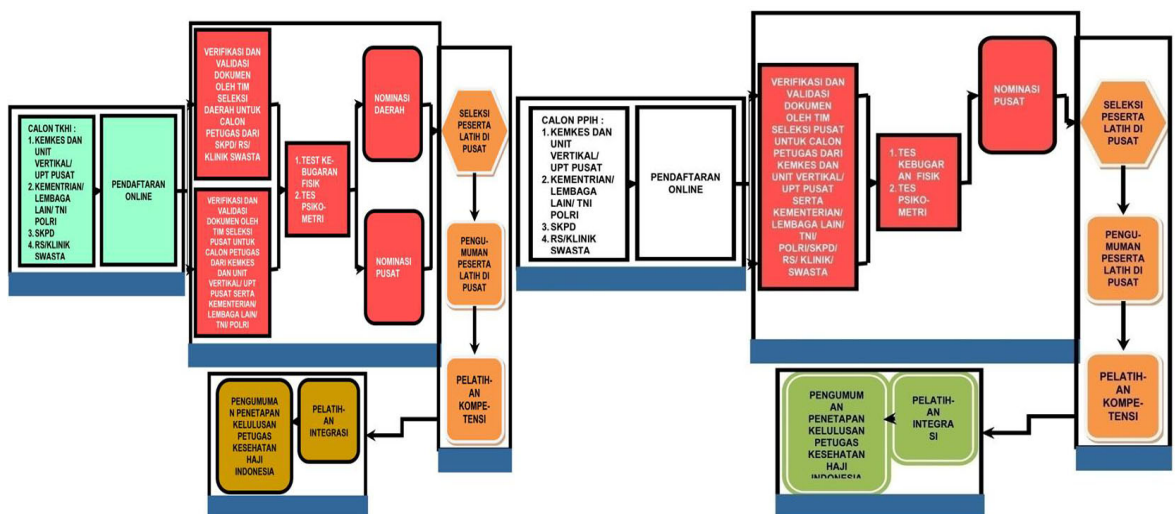 CALON TKHI :
1. KEMKES DAN
UNIT
VERTIKAL/
UPT PUSAT
2. KEMENTRIAN/
LEMBAGA
LAIN/ TNI
POLRI
3. SKPD
4. RS/KLINIK
SWASTA
PENDAFTARAN
ONLINE
VERIFIKASI DAN
VALIDASI
DOKUMEN
OLEH TIM
SELEKSI
DAERAH UNTUK
CALON
PETUGAS DARI
SKPD/ RS/
KLINIK SWASTA
VERIFIKASI DAN
VALIDASI
DOKUMEN OLEH TIM
SELEKSI
PUSAT UNTUK
CALON PETUGAS
DARI KEMKES
DAN UNIT
VERTIKAL/ UPT
PUSAT SERTA
KEMENTERIAN/
LEMBAGA LAIN/
TNI/ POLRI
1. TEST KE-
BUGARAN
FISIK
2. TES
PSIKO-
METRI
NOMINASI
DAERAH
NOMINASI
PUSAT
SELEKSI
PESERTA
LATIH DI
PUSAT
PENGU-
MUMAN
PESERTA
LATIH DI
PUSAT
PELATIH-
AN
KOMPE-
TENSI
PELATIH-
AN
INTEGRASI
PENGUMUMA
N PENETAPAN
KELULUSAN
PETUGAS
KESEHATAN
HAJI
INDONESIA
CALON PPIH :
1. KEMKES DAN
UNIT
VERTIKAL/
UPT PUSAT
2. KEMENTRIAN/
LEMBAGA
LAIN/ TNI
POLRI
3. SKPD
4. RS/KLINIK
SWASTA
PENDAFTARAN
ONLINE
VERIFIKASI DAN
VALIDASI
DOKUMEN
OLEH TIM
SELEKSI PUSAT
UNTUK CALON
PETUGAS DARI
KEMKES DAN
UNIT VERTIKAL/
UPT PUSAT
SERTA
KEMENTERIAN/
LEMBAGA LAIN/
TNI/
POLRI/SKPD/
RS/ KLINIK/
SWASTA
1. TES
KEBUGAR
AN FISIK
2. TES
PSIKO-
METRI
NOMINASI
PUSAT
SELEKSI
PESERTA
LATIH DI
PUSAT
PENGU-
MUMAN
PESERTA
LATIH DI
PUSAT
PELATIH-
AN
KOMPE-
TENSI
PELATIH-
AN
INTEGRA
SI
PENGUMUM
AN
PENETAPAN
KELULUSAN
PETUGAS
KESEHATAN
HAJI
INDONESIA